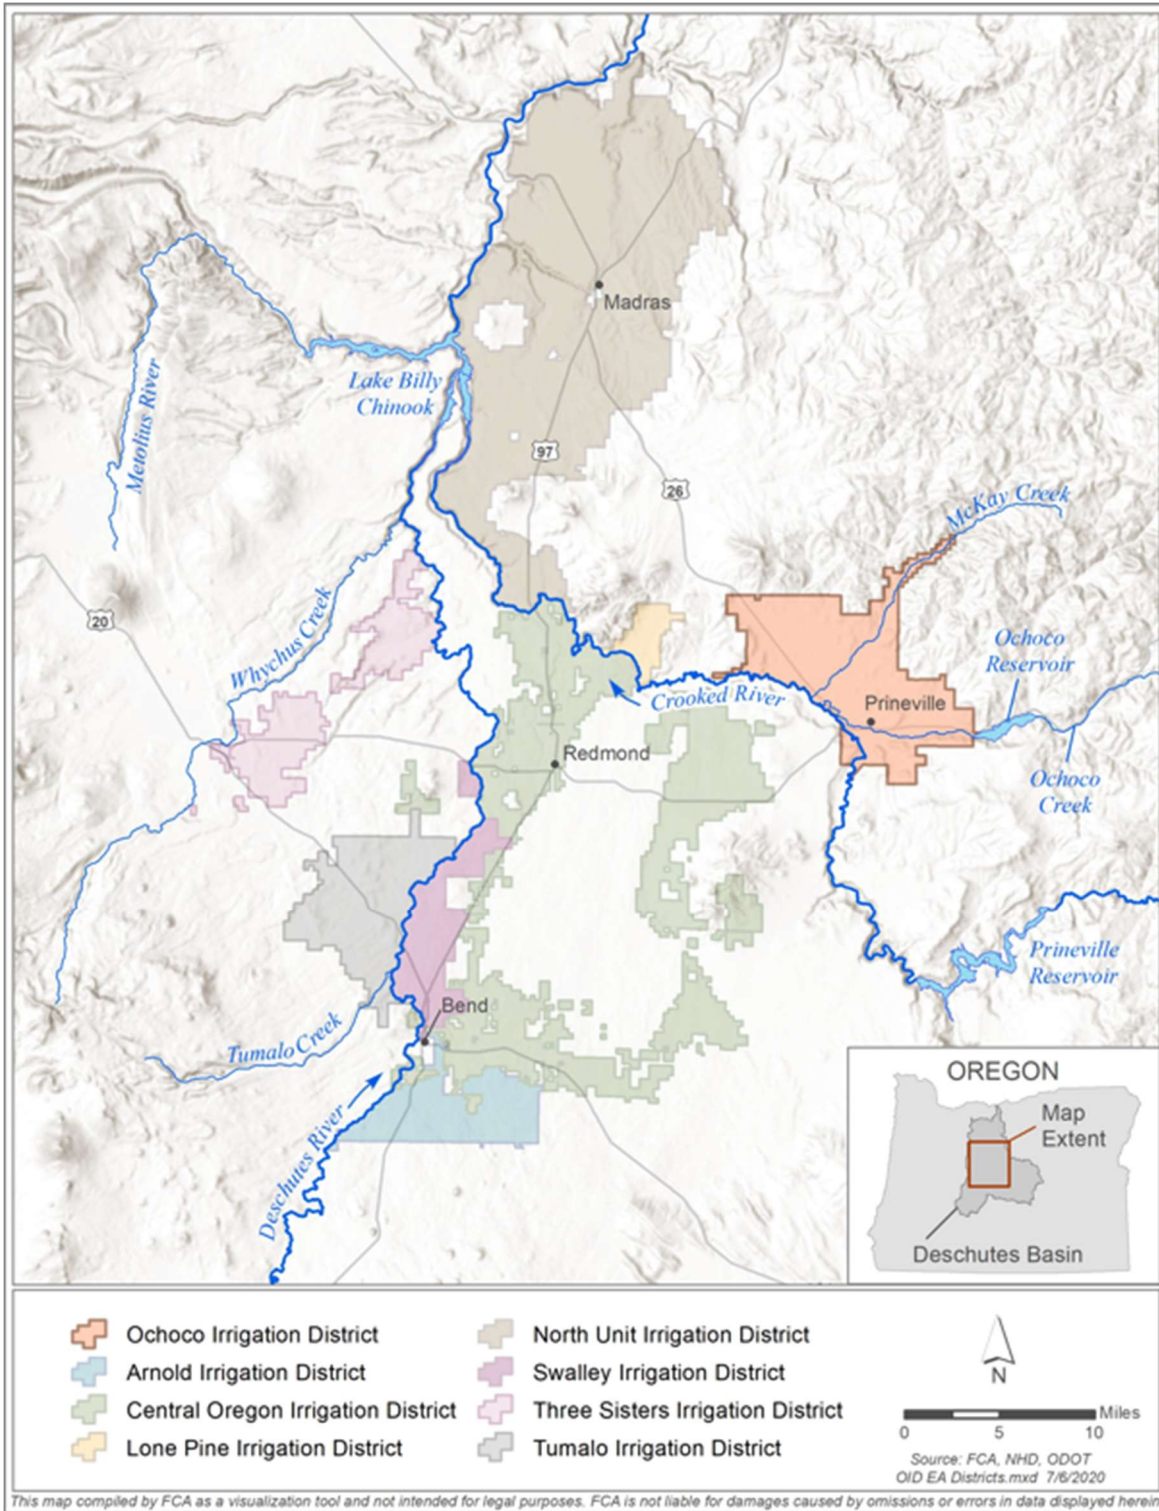 Madras
Lake Billy
Chinook
Metolius River
97
26
McKay Creek
20
Whychus Creek
Ochoco
Reservoir
Crooked River
Prineville
Redmond
Ochoco
Creek
Prineville
Reservoir
Bend
Tumalo Creek
Deschutes River
OREGON
Map
Extent
Deschutes Basin
Ochoco Irrigation District
Arnold Irrigation District
Central Oregon Irrigation District
Lone Pine Irrigation District
North Unit Irrigation District
Swalley Irrigation District
Three Sisters Irrigation District
Tumalo Irrigation District
N
Miles
0 5 10
Source: FCA, NHD, ODOT
OID EA Districts.mxd 7/6/2020
This map compiled by FCA as a visualization tool and not intended for legal purposes. FCA is not liable for damages caused by omissions or errors in data displayed herein